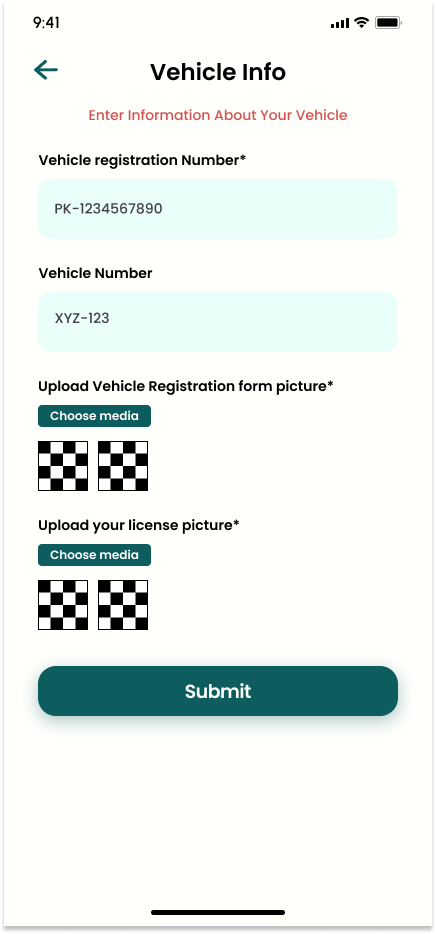 9:41
Vehicle Info
Enter Information About Your Vehicle
Vehicle registration Number*
PK-1234567890
Vehicle Number
XYZ-123
Upload Vehicle Registration form picture*
Choose media
Upload your license picture*
Choose media
Submit